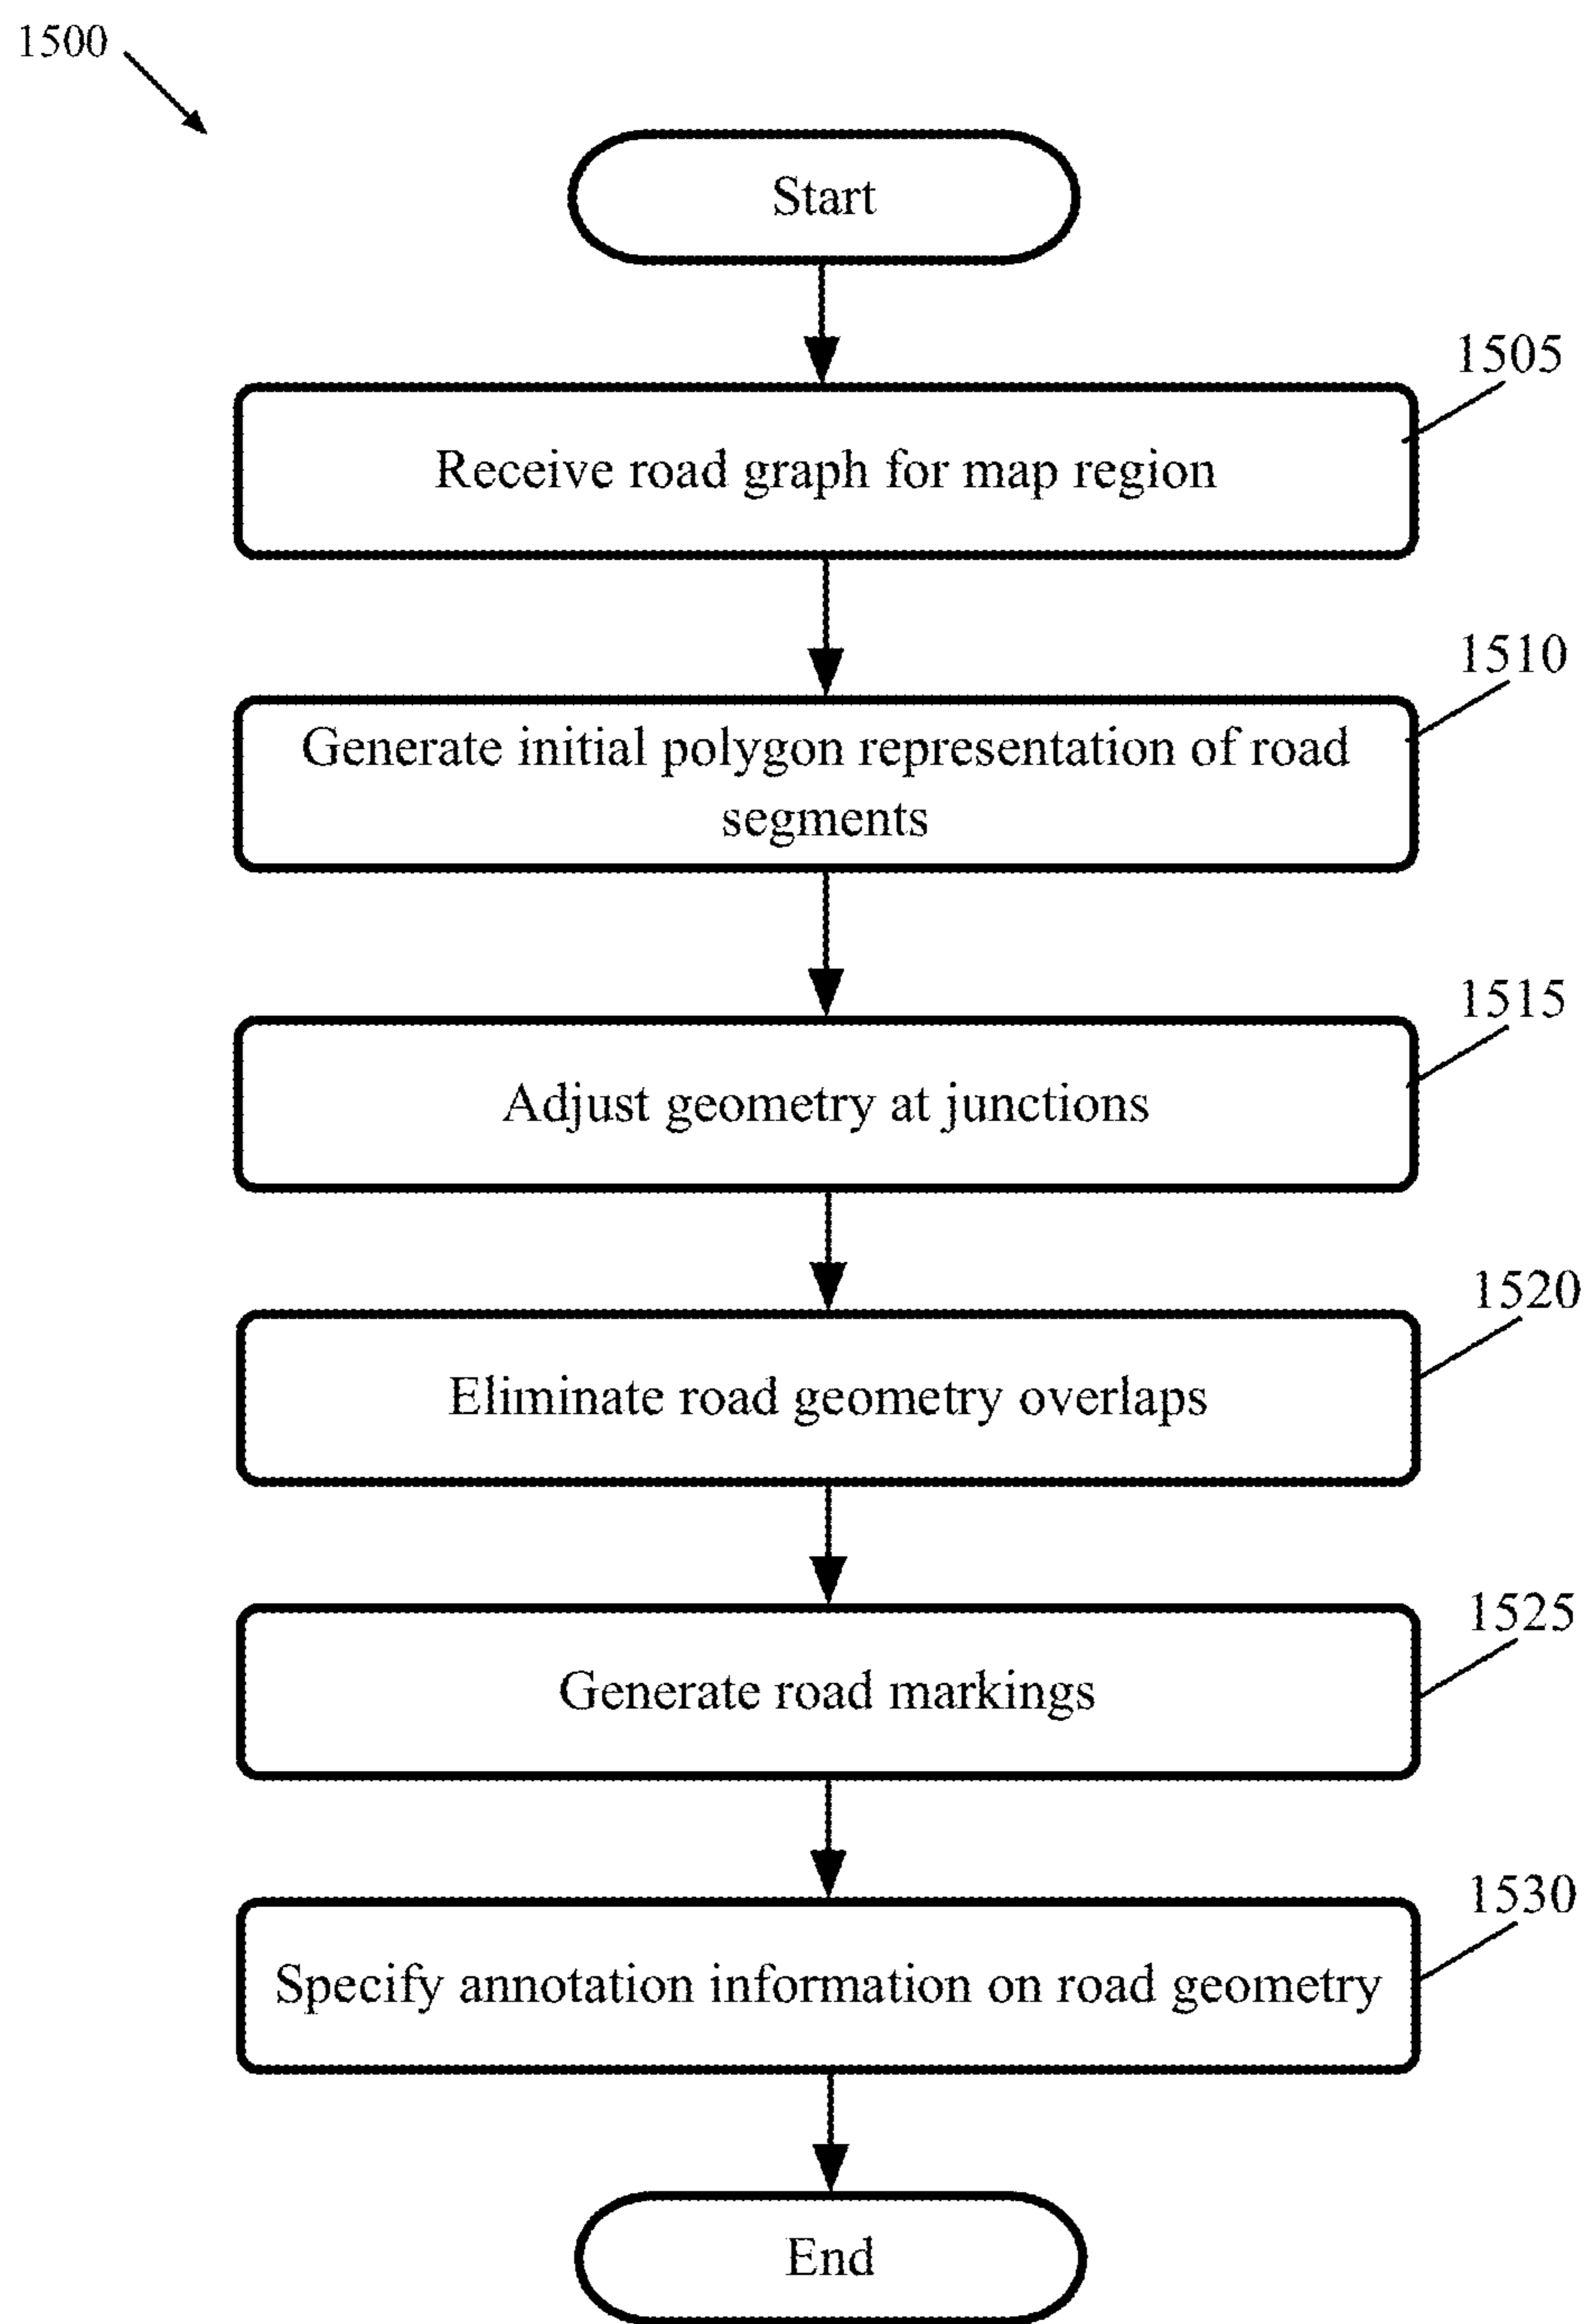 1500
Start
1505
Receive road graph for map region
1510
Generate initial polygon representation of road
segments
1515
Adjust geometry at junctions
1520
Eliminate road geometry overlaps
1525
Generate road markings
1530
Specify annotation information on road geometry
End